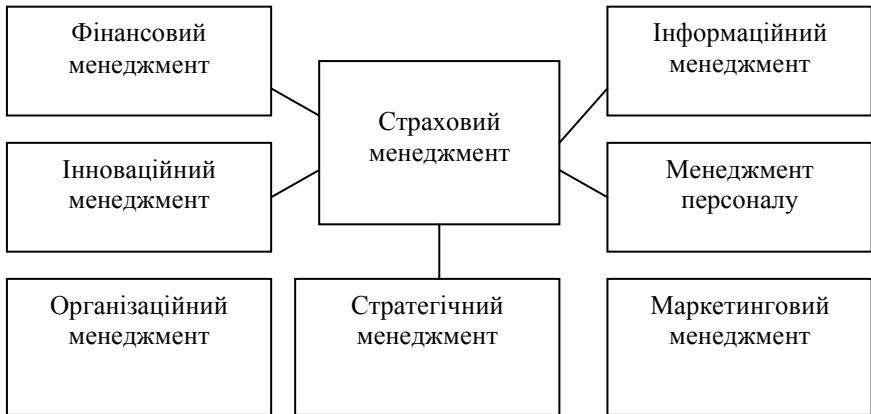 Фінансовий
менеджмент
Інформаційний
менеджмент
Страховий
менеджмент
Інноваційний
менеджмент
Менеджмент
персоналу
Організаційний
менеджмент
Стратегічний
менеджмент
Маркетинговий
менеджмент